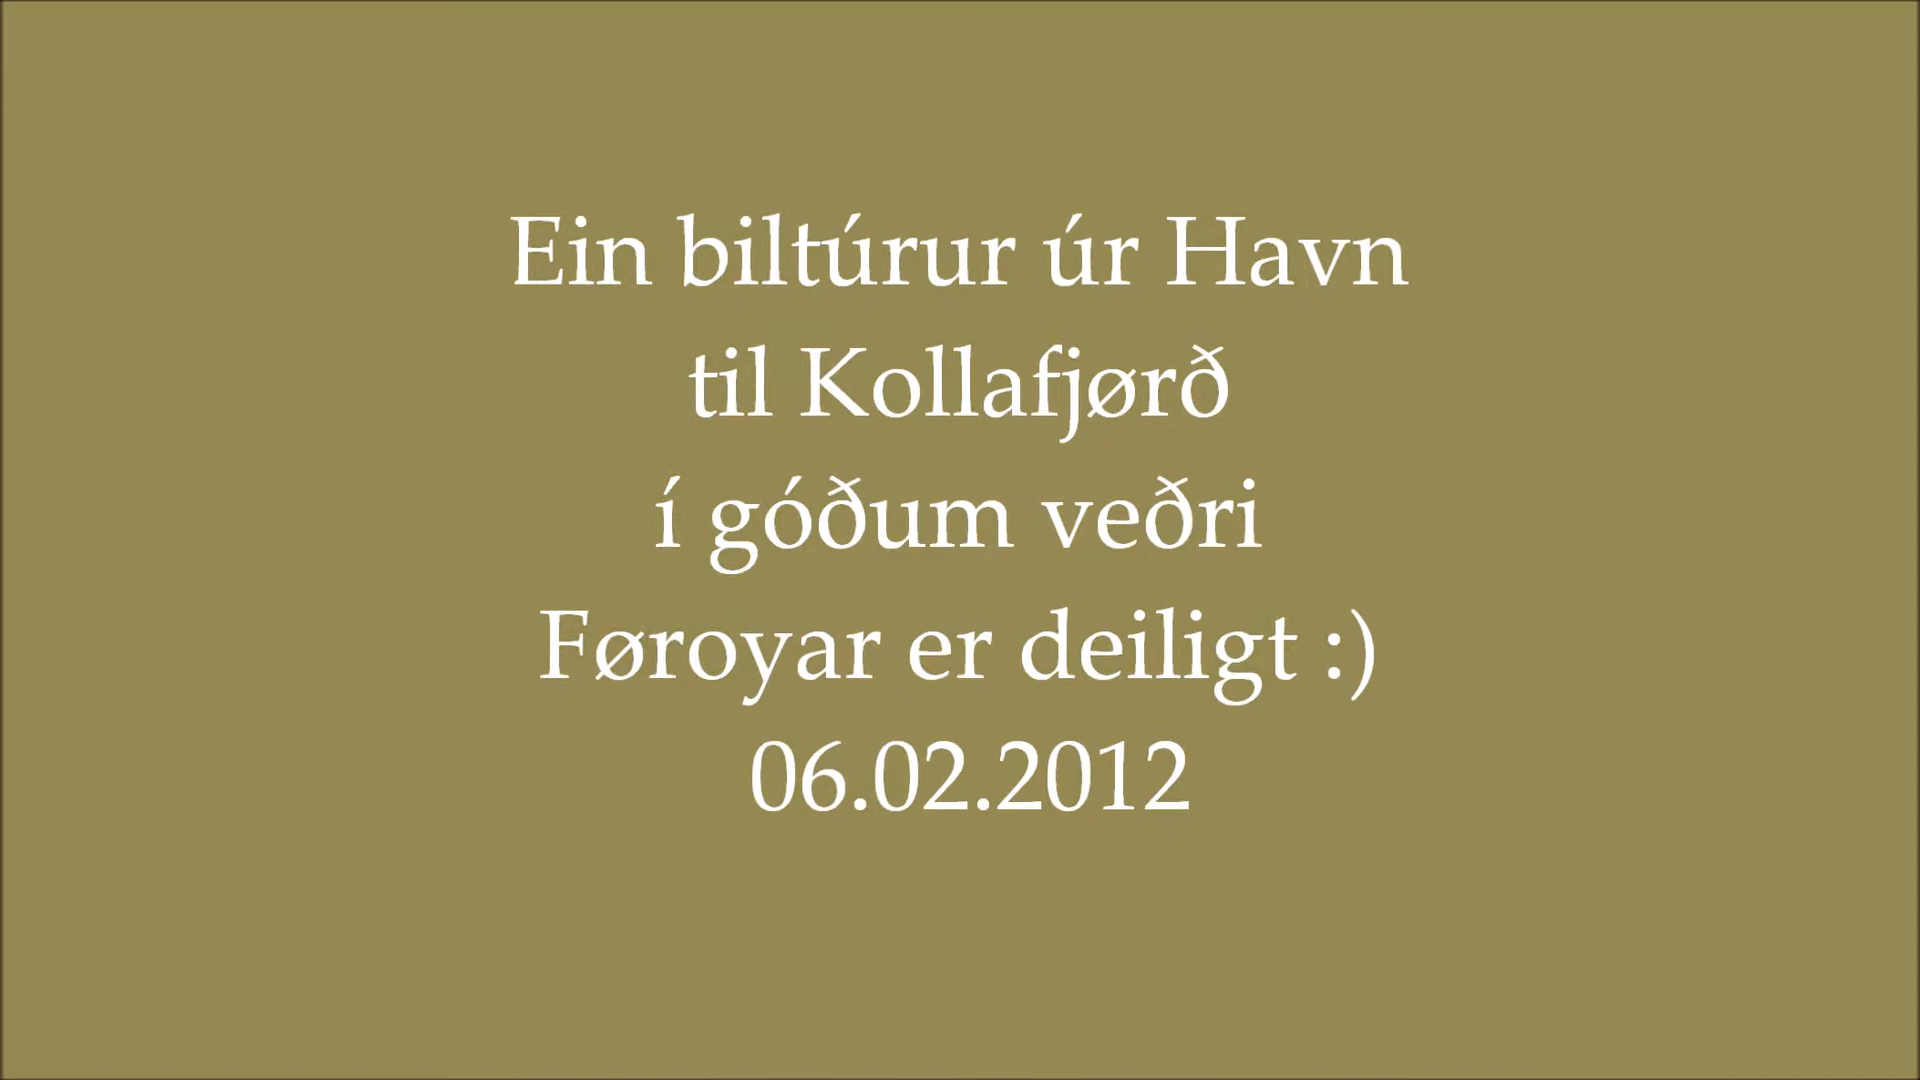 Ein biltúrur úr Havn
til Kollafjørð
í góðum veðri
Føroyar er deiligt :)
06.02.2012